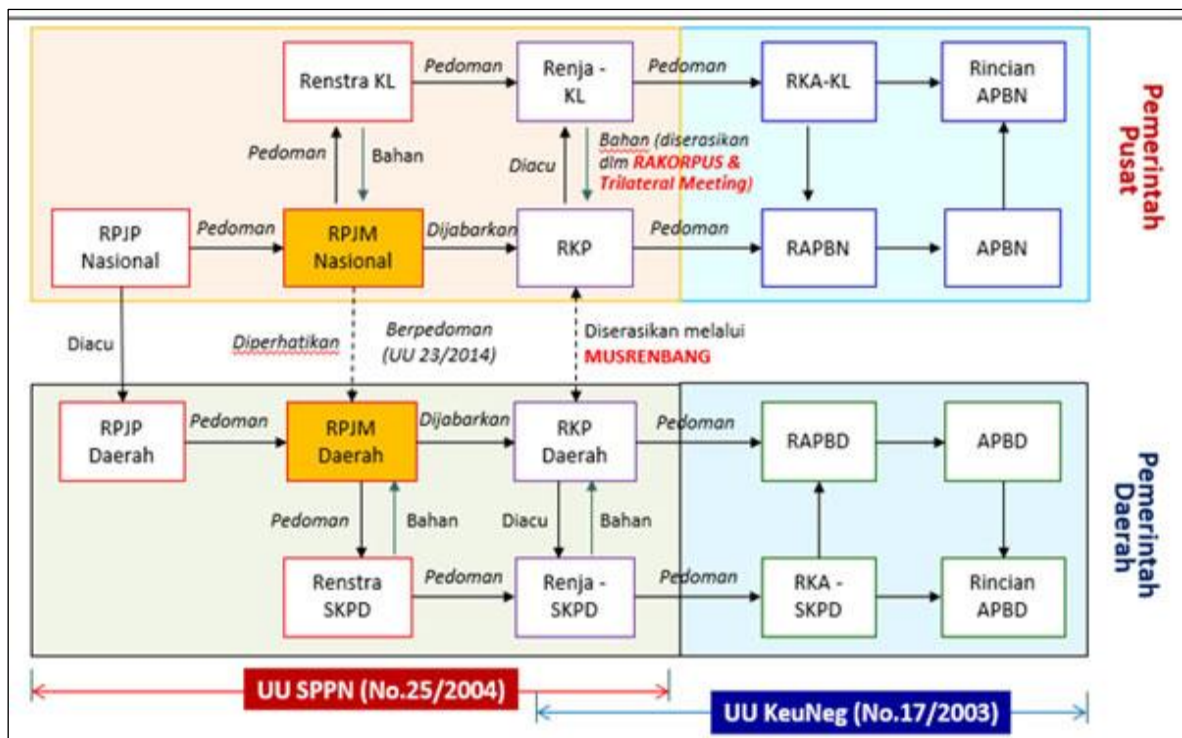 Renstra KL
Pedoman
Renja -
KL
Pedoman
RKA-KL
Rincian
APBN
Pedoman
Bahan
Diacu
Bahan (diserasikan
dlm RAKORPUS &
Trilateral Meeting)
RPJP
Nasional
Pedoman
RPJM
Nasional
Dijabarkan
RKP
Pedoman
RAPBN
APBN
Pemerintah
Pusat
Diacu
Diperhatikan
Berpedoman
(UU 23/2014)
Diserasikan melalui
MUSRENBANG
RPJP
Daerah
Pedoman
RPJM
Daerah
Dijabarkan
RKP
Daerah
Pedoman
RAPBD
APBD
Pedoman
Bahan
Diacu
Bahan
Renstra
SKPD
Pedoman
Renja -
SKPD
Pedoman
RKA -
SKPD
Rincian
APBD
Pemerintah
Daerah
UU SPPN (No.25/2004)
UU KeuNeg (No.17/2003)